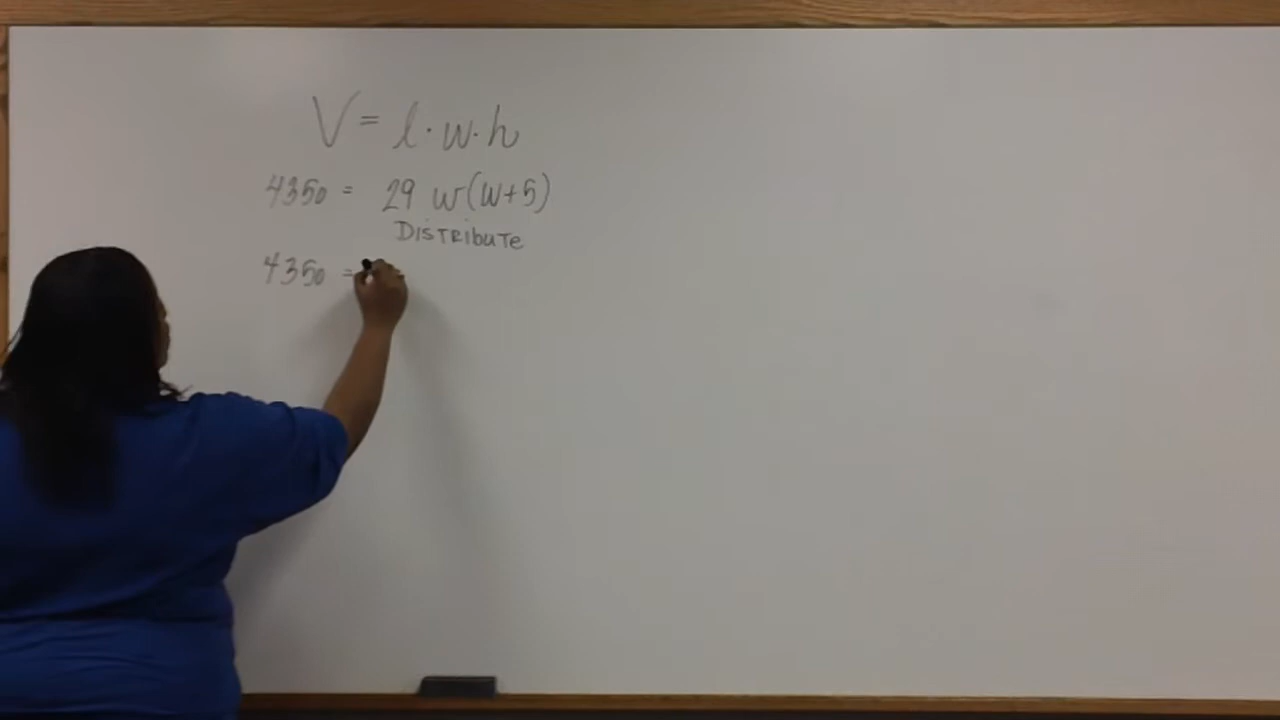 V = l · w · h
4350 = 29 w(w+5)
Distribute
4350 =